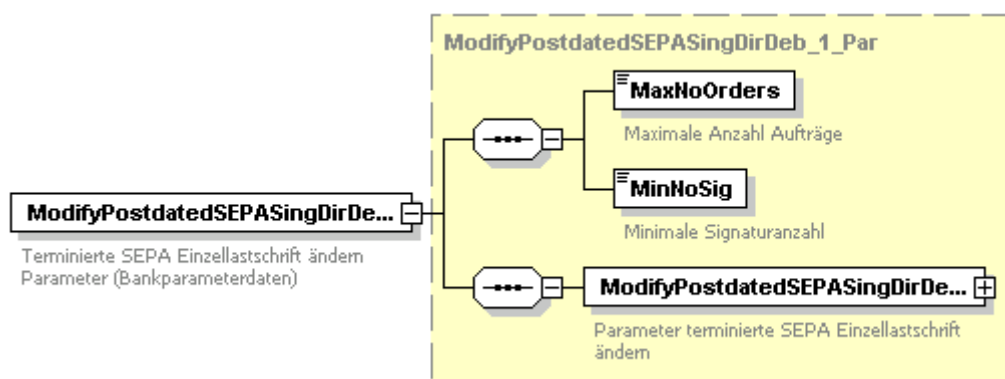 ModifyPostdatedSEPASingDirDeb_1_Par
MaxNoOrders
Maximale Anzahl Aufträge
MinNoSig
Minimale Signaturanzahl
ModifyPostdatedSEPASingDirDe...
Terminierte SEPA Einzellastschrift ändern
Parameter (Bankparameterdaten)
ModifyPostdatedSEPASingDirDe...
Parameter terminierte SEPA Einzellastschrift
ändern